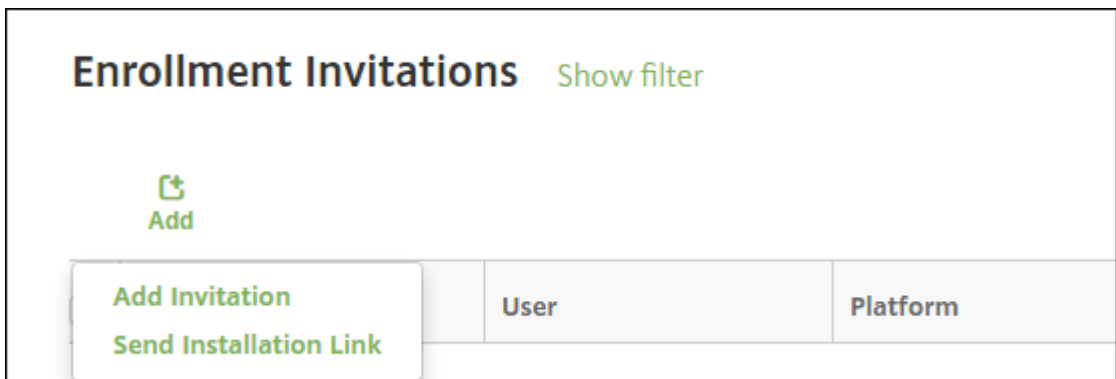 Enrollment Invitations Show filter
Add
Add Invitation
Send Installation Link
User
Platform